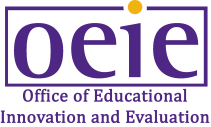 oeie
Office of Educational
Innovation and Evaluation